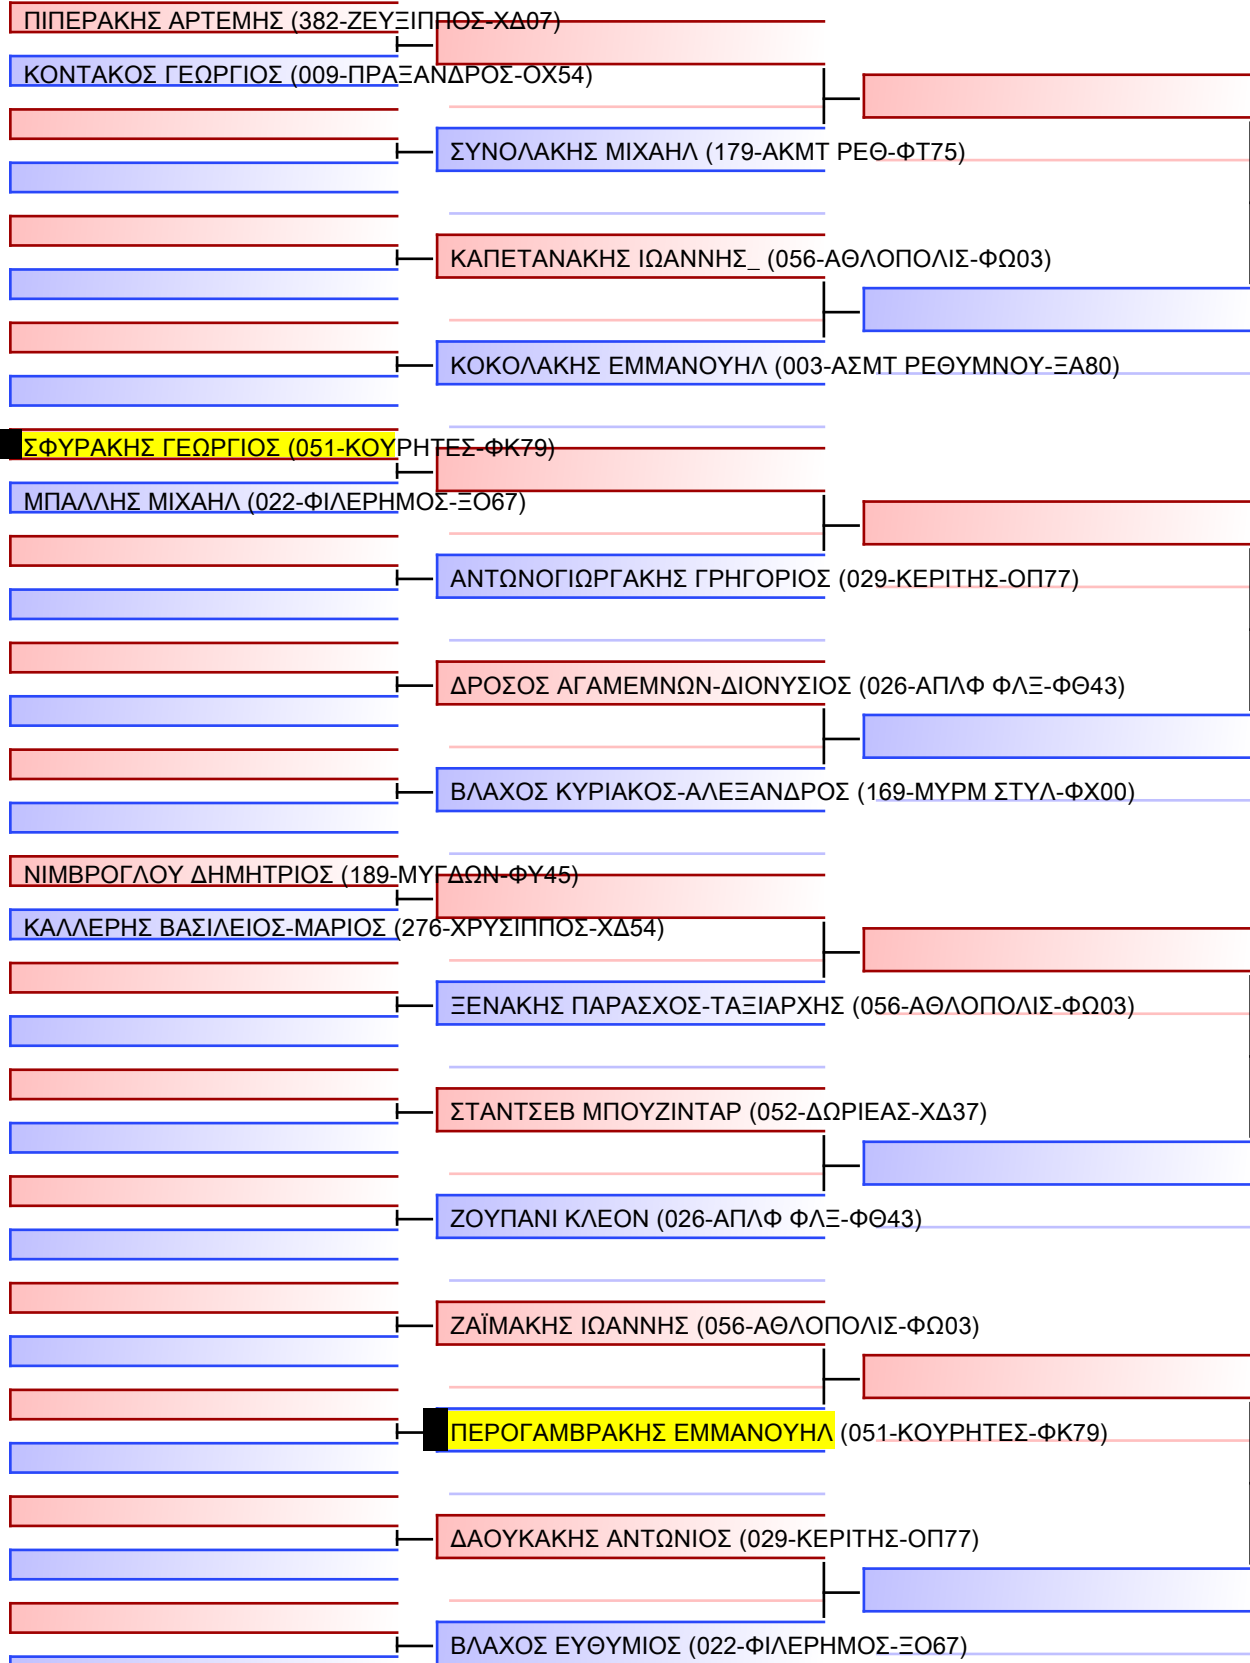 ΠΙΠΕΡΑΚΗΣ ΑΡΤΕΜΗΣ (382-ΖΕΥΞΙΠΠΟΣ-ΧΔ07)
ΚΟΝΤΑΚΟΣ ΓΕΩΡΓΙΟΣ (009-ΠΡΑΞΑΝΔΡΟΣ-ΟΧ54)
ΣΥΝΟΛΑΚΗΣ ΜΙΧΑΗΛ (179-ΑΚΜΤ ΡΕΘ-ΦΤ75)
ΚΑΠΕΤΑΝΑΚΗΣ ΙΩΑΝΝΗΣ_ (056-ΑΘΛΟΠΟΛΙΣ-ΦΩ03)
ΚΟΚΟΛΑΚΗΣ ΕΜΜΑΝΟΥΗΛ (003-ΑΣΜΤ ΡΕΘΥΜΝΟΥ-ΞΑ80)
ΣΦΥΡΑΚΗΣ ΓΕΩΡΓΙΟΣ (051-ΚΟΥΡΗΤΕΣ-ΦΚ79)
ΜΠΑΛΛΗΣ ΜΙΧΑΗΛ (022-ΦΙΛΕΡΗΜΟΣ-ΞΟ67)
ΑΝΤΩΝΟΓΙΩΡΓΑΚΗΣ ΓΡΗΓΟΡΙΟΣ (029-ΚΕΡΙΤΗΣ-ΟΠ77)
ΔΡΟΣΟΣ ΑΓΑΜΕΜΝΩΝ-ΔΙΟΝΥΣΙΟΣ (026-ΑΠΛΦ ΦΛΞ-ΦΘ43)
ΒΛΑΧΟΣ ΚΥΡΙΑΚΟΣ-ΑΛΕΞΑΝΔΡΟΣ (169-ΜΥΡΜ ΣΤΥΛ-ΦΧ00)
ΝΙΜΒΡΟΓΛΟΥ ΔΗΜΗΤΡΙΟΣ (189-ΜΥΓΔΩΝ-ΦΥ45)
ΚΑΛΛΕΡΗΣ ΒΑΣΙΛΕΙΟΣ-ΜΑΡΙΟΣ (276-ΧΡΥΣΙΠΠΟΣ-ΧΔ54)
ΞΕΝΑΚΗΣ ΠΑΡΑΣΧΟΣ-ΤΑΞΙΑΡΧΗΣ (056-ΑΘΛΟΠΟΛΙΣ-ΦΩ03)
ΣΤΑΝΤΣΕΒ ΜΠΟΥΖΙΝΤΑΡ (052-ΔΩΡΙΕΑΣ-ΧΔ37)
ΖΟΥΠΑΝΙ ΚΛΕΟΝ (026-ΑΠΛΦ ΦΛΞ-ΦΘ43)
ΖΑΪΜΑΚΗΣ ΙΩΑΝΝΗΣ (056-ΑΘΛΟΠΟΛΙΣ-ΦΩ03)
ΠΕΡΟΓΑΜΒΡΑΚΗΣ ΕΜΜΑΝΟΥΗΛ (051-ΚΟΥΡΗΤΕΣ-ΦΚ79)
ΔΑΟΥΚΑΚΗΣ ΑΝΤΩΝΙΟΣ (029-ΚΕΡΙΤΗΣ-ΟΠ77)
ΒΛΑΧΟΣ ΕΥΘΥΜΙΟΣ (022-ΦΙΛΕΡΗΜΟΣ-ΞΟ67)